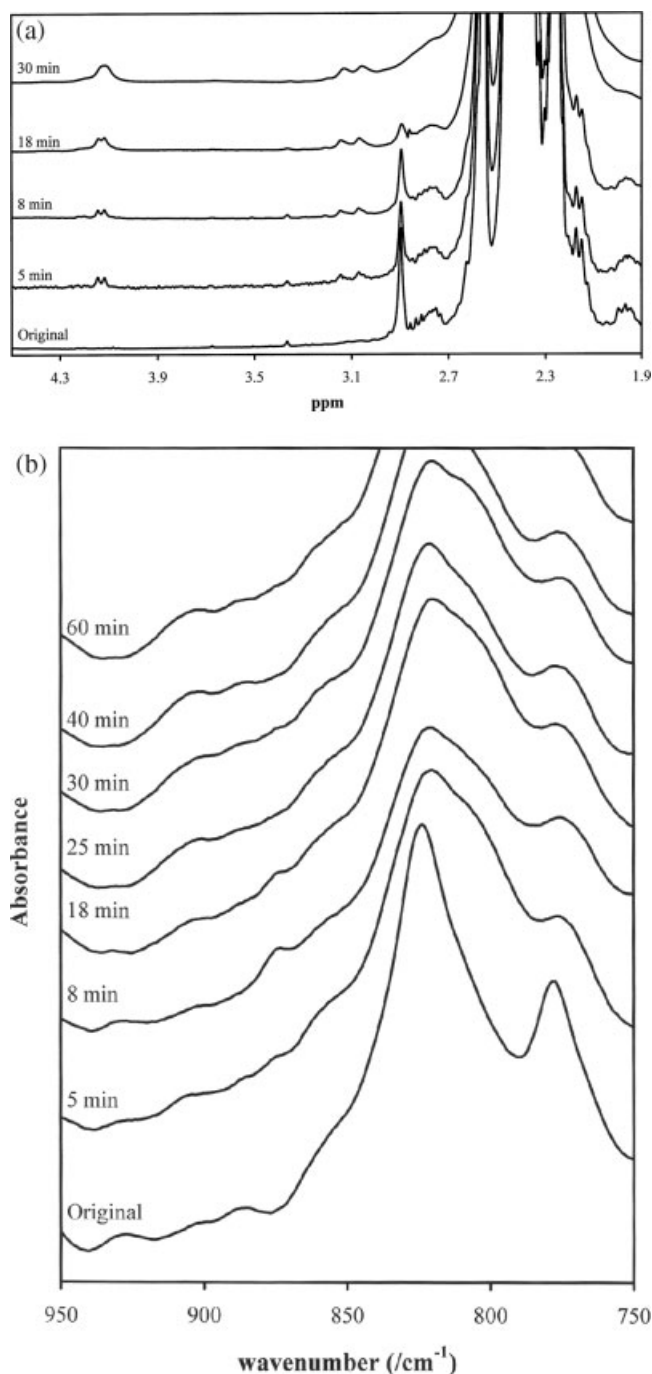 (a)
30 min
18 min
8 min
5 min
Original
4.3 3.9 3.5 3.1 2.7 2.3 1.9
ppm
(b)
60 min
40 min
30 min
25 min
18 min
8 min
5 min
Original
Absorbance
950 900 850 800 750
wavenumber (/cm⁻¹)